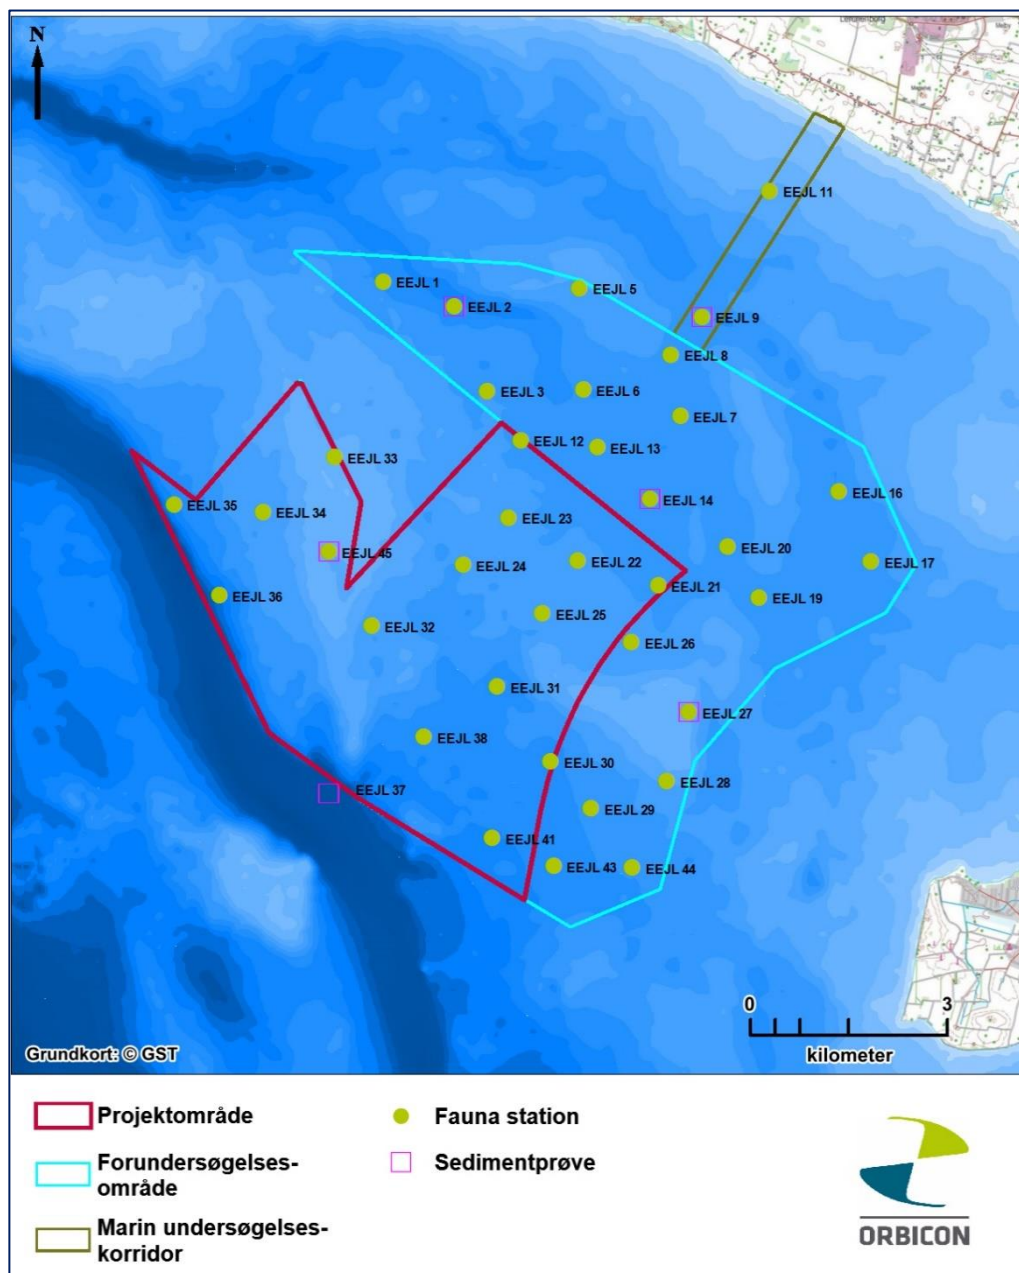 N
EEJL 11
EEJL 1
EEJL 5
EEJL 2
EEJL 9
EEJL 8
EEJL 3
EEJL 6
EEJL 7
EEJL 12
EEJL 13
EEJL 33
EEJL 16
EEJL 14
EEJL 35
EEJL 34
EEJL 23
EEJL 45
EEJL 20
EEJL 22
EEJL 17
EEJL 24
EEJL 21
EEJL 36
EEJL 19
EEJL 25
EEJL 32
EEJL 26
EEJL 31
EEJL 27
EEJL 38
EEJL 30
EEJL 28
EEJL 37
EEJL 29
EEJL 41
EEJL 43
EEJL 44
0 3
kilometer
Grundkort: © GST
Projektområde
Fauna station
Forundersøgelses-
område
Sedimentprøve
Marin undersøgelses-
korridor
ORBICON